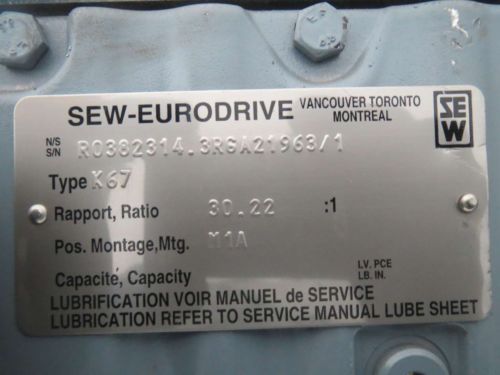 SEW-EURODRIVE VANCOUVER TORONTO
MONTREAL
SEW
N/S
S/N R0382314.3RGA21963/1
Type K67
Rapport, Ratio 30.22 :1
Pos. Montage,Mtg. M1A
Capacité, Capacity LV. PCE
LB. IN.
LUBRIFICATION VOIR MANUEL de SERVICE
LUBRICATION REFER TO SERVICE MANUAL LUBE SHEET